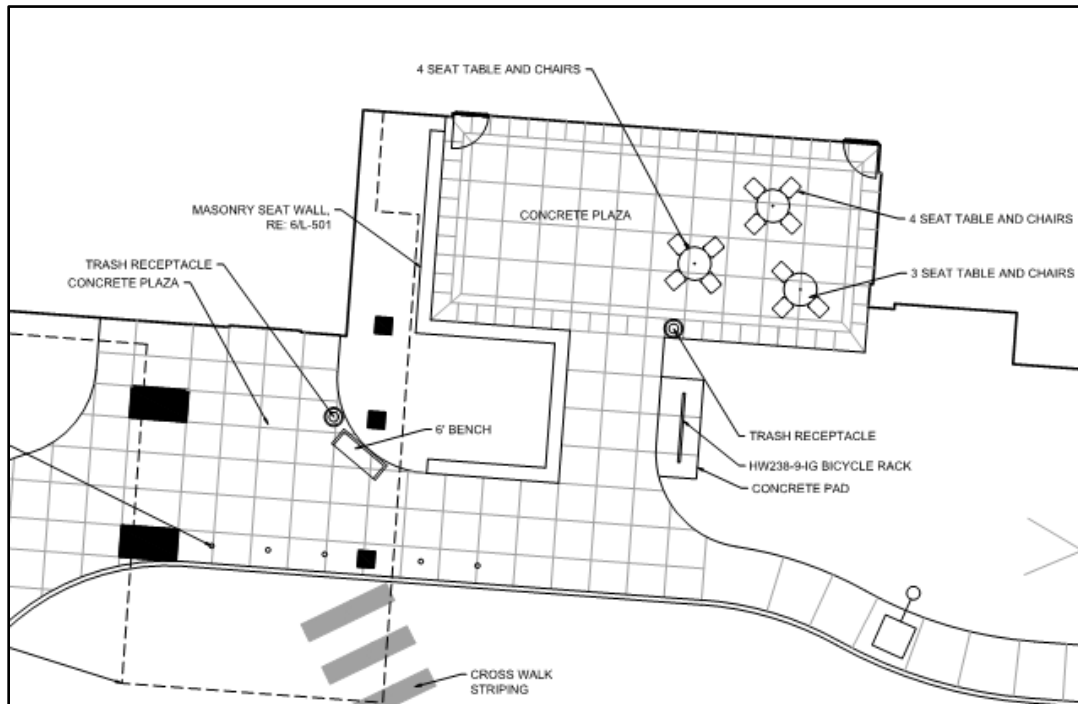 4 SEAT TABLE AND CHAIRS
MASONRY SEAT WALL,
RE: 6/L-501
CONCRETE PLAZA
4 SEAT TABLE AND CHAIRS
TRASH RECEPTACLE
CONCRETE PLAZA
3 SEAT TABLE AND CHAIRS
6' BENCH
TRASH RECEPTACLE
HW238-9-IG BICYCLE RACK
CONCRETE PAD
CROSS WALK
STRIPING